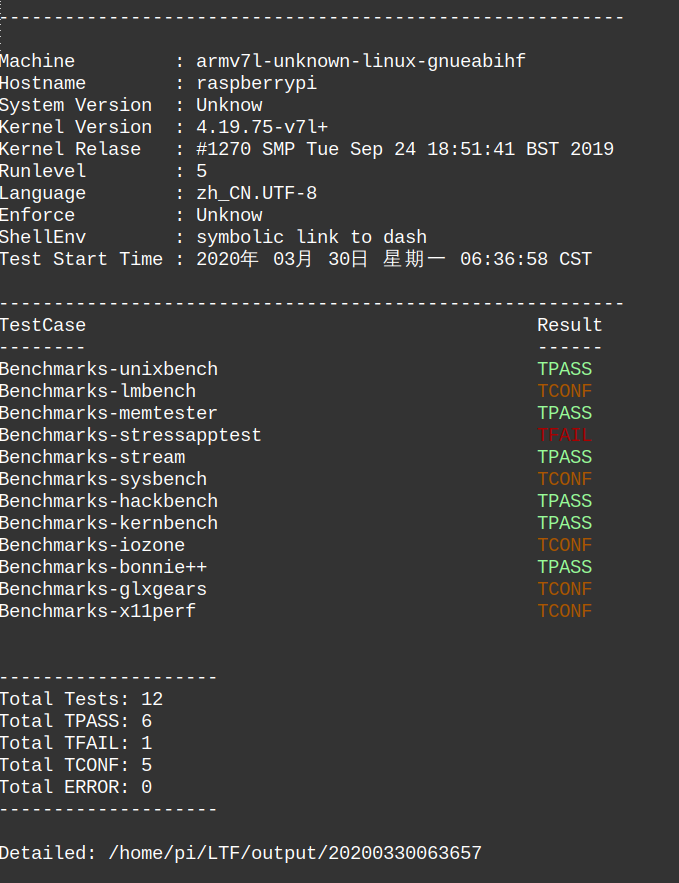 ---------------------------------------------------------
Machine         : armv7l-unknown-linux-gnueabihf
Hostname        : raspberrypi
System Version  : Unknow
Kernel Version  : 4.19.75-v7l+
Kernel Relase   : #1270 SMP Tue Sep 24 18:51:41 BST 2019
Runlevel        : 5
Language        : zh_CN.UTF-8
Enforce         : Unknow
ShellEnv        : symbolic link to dash
Test Start Time : 2020年 03月 30日 星期一 06:36:58 CST
---------------------------------------------------------
TestCase                                         Result
--------                                         ------
Benchmarks-unixbench                             TPASS
Benchmarks-lmbench                               TCONF
Benchmarks-memtester                             TPASS
Benchmarks-stressapptest                         TFAIL
Benchmarks-stream                                TPASS
Benchmarks-sysbench                              TCONF
Benchmarks-hackbench                             TPASS
Benchmarks-kernbench                             TPASS
Benchmarks-iozone                                TCONF
Benchmarks-bonnie++                              TPASS
Benchmarks-glxgears                              TCONF
Benchmarks-x11perf                               TCONF
--------------------
Total Tests: 12
Total TPASS: 6
Total TFAIL: 1
Total TCONF: 5
Total ERROR: 0
--------------------
Detailed: /home/pi/LTF/output/20200330063657